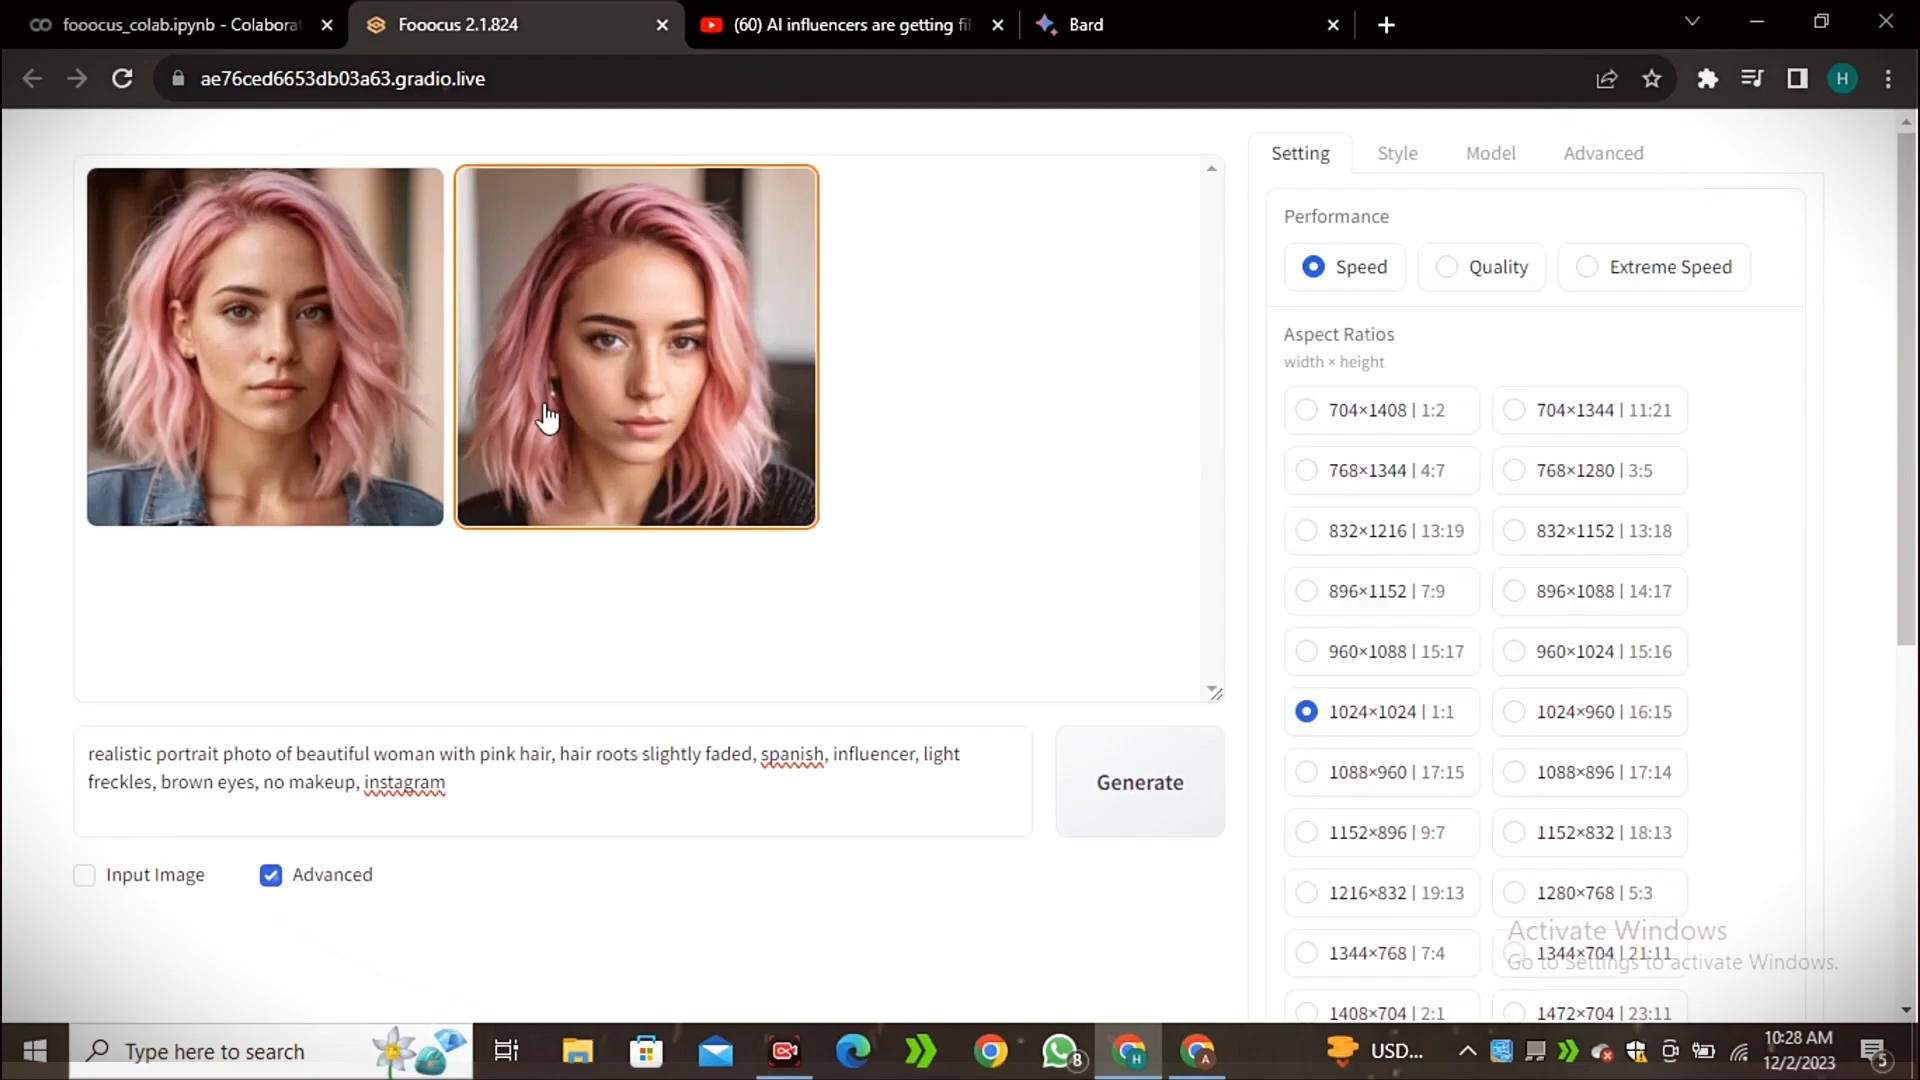 fooocus_colab.ipynb - Colabora
Fooocus 2.1.824
(60) AI influencers are getting fil
Bard
ae76ced6653db03a63.gradio.live
H
Setting Style Model Advanced
Performance
Speed Quality Extreme Speed
Aspect Ratios
width × height
704×1408 | 1:2 704×1344 | 11:21
768×1344 | 4:7 768×1280 | 3:5
832×1216 | 13:19 832×1152 | 13:18
896×1152 | 7:9 896×1088 | 14:17
960×1088 | 15:17 960×1024 | 15:16
1024×1024 | 1:1 1024×960 | 16:15
1088×960 | 17:15 1088×896 | 17:14
1152×896 | 9:7 1152×832 | 18:13
1216×832 | 19:13 1280×768 | 5:3
1344×768 | 7:4 1344×704 | 21:11
1408×704 | 2:1 1472×704 | 23:11
realistic portrait photo of beautiful woman with pink hair, hair roots slightly faded, spanish, influencer, light
freckles, brown eyes, no makeup, instagram
Generate
Input Image Advanced
Activate Windows
Go to Settings to activate Windows.
Type here to search
8
H
A
USD...
10:28 AM
12/2/2023
5